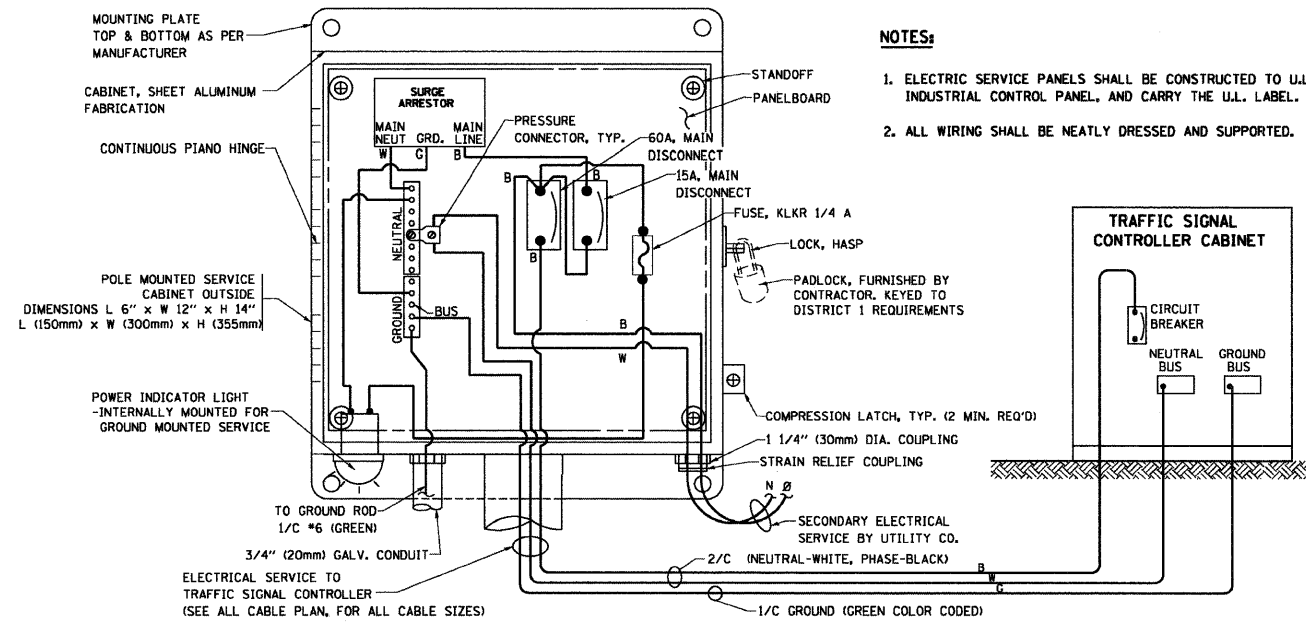 MOUNTING PLATE
TOP & BOTTOM AS PER
MANUFACTURER
CABINET, SHEET ALUMINUM
FABRICATION
CONTINUOUS PIANO HINGE
POLE MOUNTED SERVICE
CABINET OUTSIDE
DIMENSIONS L 6" x W 12" x H 14"
L (150mm) x W (300mm) x H (355mm)
POWER INDICATOR LIGHT
-INTERNALLY MOUNTED FOR
GROUND MOUNTED SERVICE
SURGE
ARRESTOR
MAIN
NEUT
GRD.
MAIN
LINE
W
G
B
NEUTRAL
GROUND
BUS
PRESSURE
CONNECTOR, TYP.
STANDOFF
PANELBOARD
60A, MAIN
DISCONNECT
15A, MAIN
DISCONNECT
B
B
B
FUSE, KLKR 1/4 A
LOCK, HASP
PADLOCK, FURNISHED BY
CONTRACTOR. KEYED TO
DISTRICT 1 REQUIREMENTS
B
W
COMPRESSION LATCH, TYP. (2 MIN. REQ'D)
1 1/4" (30mm) DIA. COUPLING
STRAIN RELIEF COUPLING
N Ø
SECONDARY ELECTRICAL
SERVICE BY UTILITY CO.
TO GROUND ROD
1/C #6 (GREEN)
3/4" (20mm) GALV. CONDUIT
ELECTRICAL SERVICE TO
TRAFFIC SIGNAL CONTROLLER
(SEE ALL CABLE PLAN, FOR ALL CABLE SIZES)
2/C (NEUTRAL-WHITE, PHASE-BLACK)
B
W
G
1/C GROUND (GREEN COLOR CODED)
NOTES:
1. ELECTRIC SERVICE PANELS SHALL BE CONSTRUCTED TO U.L
INDUSTRIAL CONTROL PANEL, AND CARRY THE U.L. LABEL.
2. ALL WIRING SHALL BE NEATLY DRESSED AND SUPPORTED.
TRAFFIC SIGNAL
CONTROLLER CABINET
CIRCUIT
BREAKER
NEUTRAL
BUS
GROUND
BUS